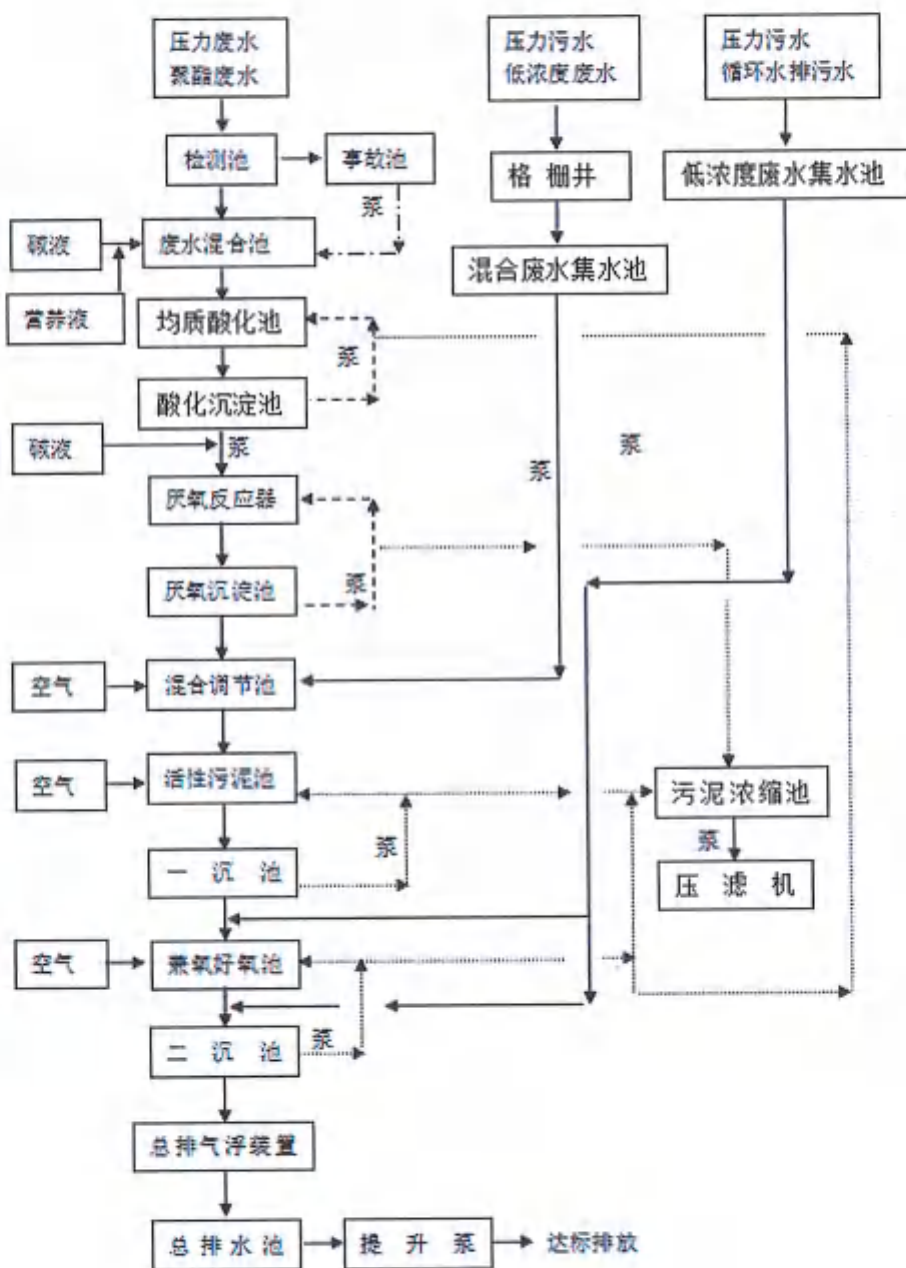 压力废水
聚酯废水
压力污水
低浓度废水
压力污水
循环水排污水
检测池
事故池
格 栅井
低浓度废水集水池
泵
碱液
废水混合池
混合废水集水池
营养液
均质酸化池
泵
酸化沉淀池
碱液
泵
泵
泵
厌氧反应器
厌氧沉淀池
泵
空气
混合调节池
空气
活性污泥池
污泥浓缩池
泵
泵
一 沉 池
压 滤 机
空气
兼氧好氧池
二 沉 池
泵
总排气浮装置
总排水池
提 升 泵
达标排放